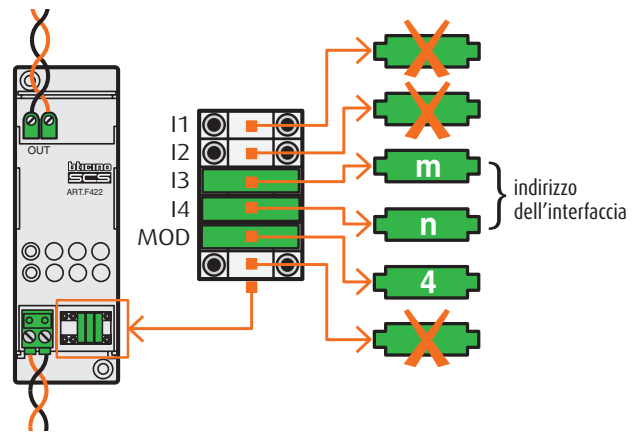 OUT
bticino
SCS
ART.F422
I1
I2
I3
I4
MOD
m
n
4
indirizzo
dell'interfaccia